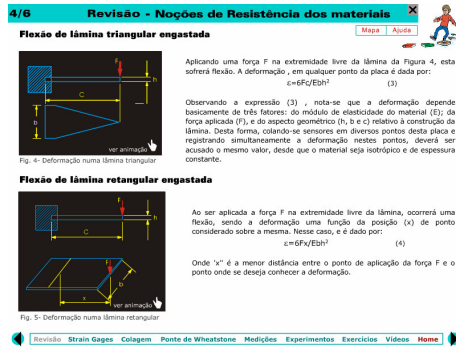 4/6
Revisão - Noções de Resistência dos materiais
X
Mapa
Ajuda
Flexão de lâmina triangular engastada
F
h
C
b
ver animação
Fig. 4- Deformação numa lâmina triangular
Aplicando uma força F na extremidade livre da lâmina da Figura 4, esta
sofrerá flexão. A deformação , em qualquer ponto da placa é dada por:
ε=6Fc/Ebh² (3)
Observando a expressão (3) , nota-se que a deformação depende
basicamente de três fatores: do módulo de elasticidade do material (E); da
força aplicada (F), e do aspecto geométrico (h, b e c) relativo à construção da
lâmina. Desta forma, colando-se sensores em diversos pontos desta placa e
registrando simultaneamente a deformação nestes pontos, deverá ser
acusado o mesmo valor, desde que o material seja isotrópico e de espessura
constante.
Flexão de lâmina retangular engastada
F
h
C
F
b
x
ver animação
Fig. 5- Deformação numa lâmina retangular
Ao ser aplicada a força F na extremidade livre da lâmina, ocorrerá uma
flexão, sendo a deformação uma função da posição (x) de ponto
considerado sobre a mesma. Nesse caso, e é dado por:
ε=6Fx/Ebh² (4)
Onde 'x" é a menor distância entre o ponto de aplicação da força F e o
ponto onde se deseja conhecer a deformação.
Revisão Strain Gages Colagem Ponte de Wheatstone Medições Experimentos Exercícios Vídeos Home